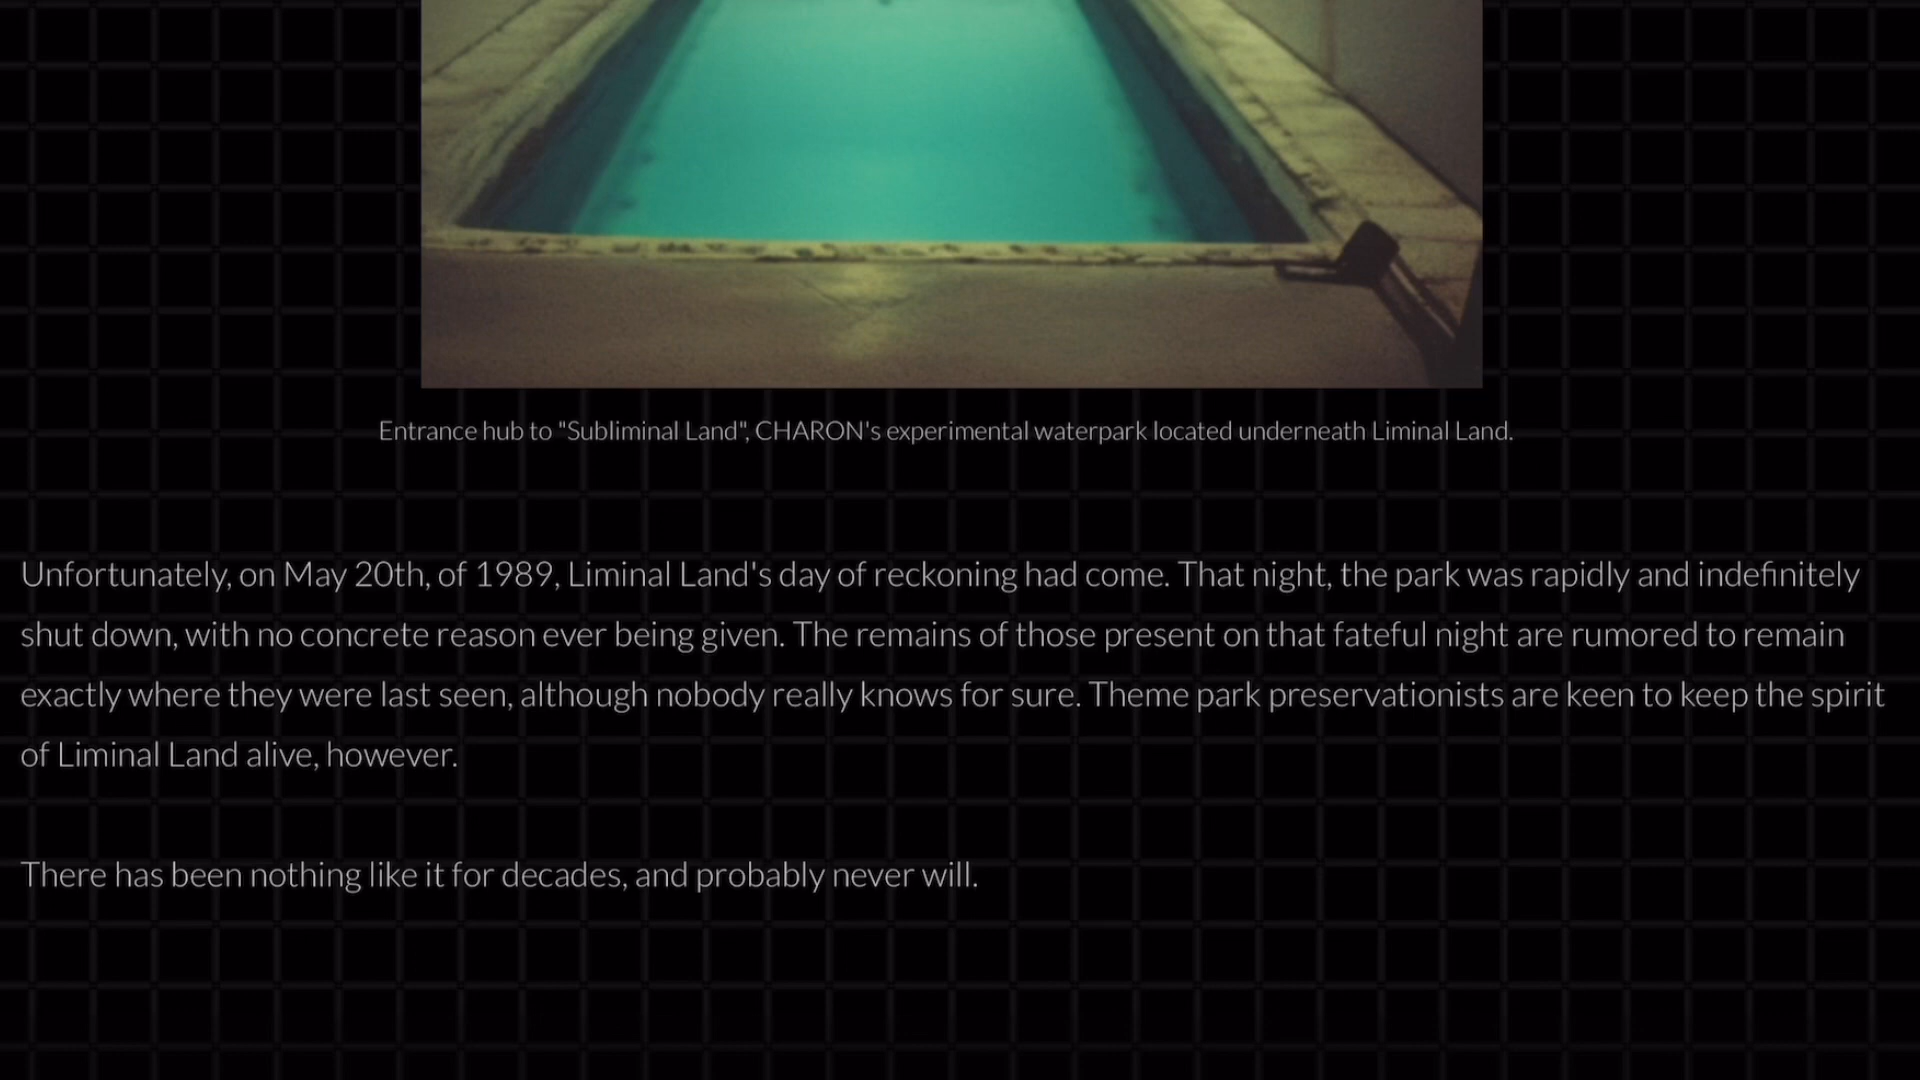 Entrance hub to "Subliminal Land", CHARON's experimental waterpark located underneath Liminal Land.
Unfortunately, on May 20th, of 1989, Liminal Land's day of reckoning had come. That night, the park was rapidly and indefinitely
shut down, with no concrete reason ever being given. The remains of those present on that fateful night are rumored to remain
exactly where they were last seen, although nobody really knows for sure. Theme park preservationists are keen to keep the spirit
of Liminal Land alive, however.
There has been nothing like it for decades, and probably never will.